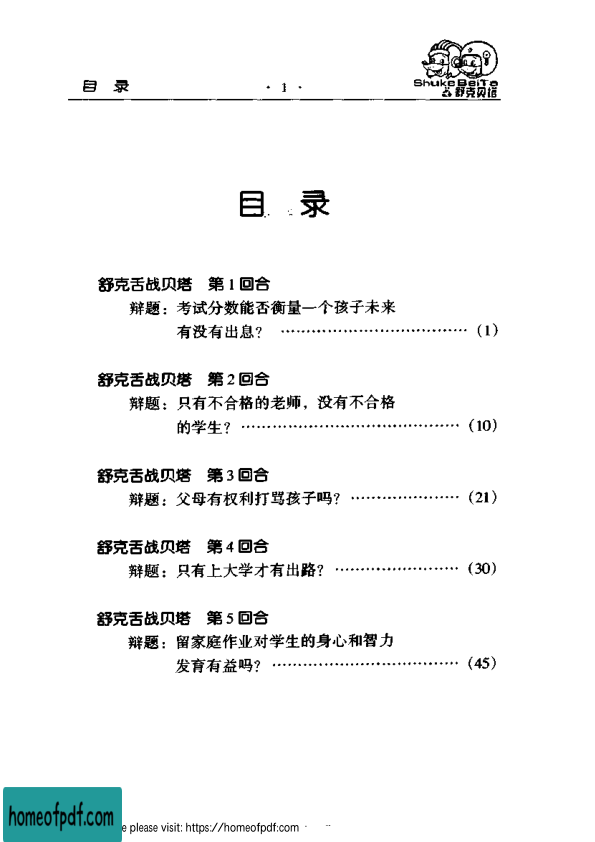 目 录
· 1 ·
Shuke BeiTa
舒克贝塔
目 录
舒克舌战贝塔 第1回合
辩题：考试分数能否衡量一个孩子未来
有没有出息？ ……………………………… (1)
舒克舌战贝塔 第2回合
辩题：只有不合格的老师，没有不合格
的学生？ …………………………………… (10)
舒克舌战贝塔 第3回合
辩题：父母有权利打骂孩子吗？ ………………… (21)
舒克舌战贝塔 第4回合
辩题：只有上大学才有出路？ …………………… (30)
舒克舌战贝塔 第5回合
辩题：留家庭作业对学生的身心和智力
发育有益吗？ ……………………………… (45)
homeofpdf.com
e please visit: https://homeofpdf.com